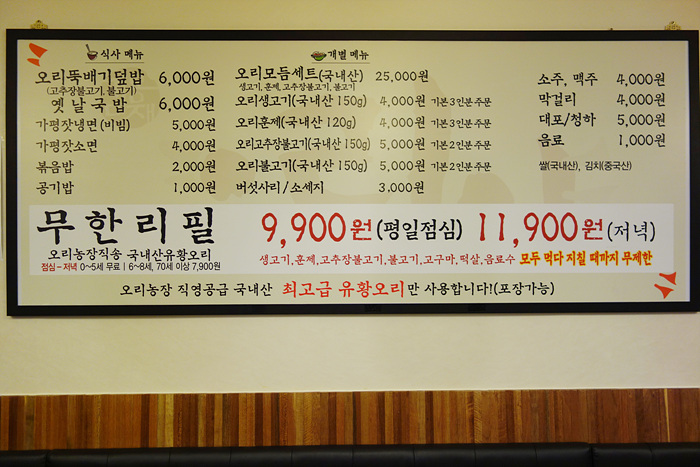 식사 메뉴
오리뚝배기덮밥 6,000원
(고추장불고기, 불고기)
옛날국밥 6,000원
가평잣냉면 (비빔) 5,000원
가평잣소면 4,000원
볶음밥 2,000원
공기밥 1,000원
개별 메뉴
오리모듬세트(국내산) 25,000원
생고기, 훈제, 고추장불고기, 불고기
오리생고기(국내산 150g) 4,000원 기본3인분 주문
오리훈제(국내산 120g) 4,000원 기본3인분 주문
오리고추장불고기(국내산 150g) 5,000원 기본2인분 주문
오리불고기(국내산 150g) 5,000원 기본2인분 주문
버섯사리 / 소세지 3,000원
소주, 맥주 4,000원
막걸리 4,000원
대포/청하 5,000원
음료 1,000원
쌀(국내산), 김치(중국산)
무한리필 9,900원(평일점심) 11,900원(저녁)
오리농장직송 국내산유황오리
점심~저녁 0~5세 무료 | 6~8세, 70세 이상 7,900원
생고기,훈제,고추장불고기,불고기,고구마,떡살,음료수 모두 먹다 지칠 때까지 무제한
오리농장 직영공급 국내산 최고급 유황오리만 사용합니다!(포장가능)